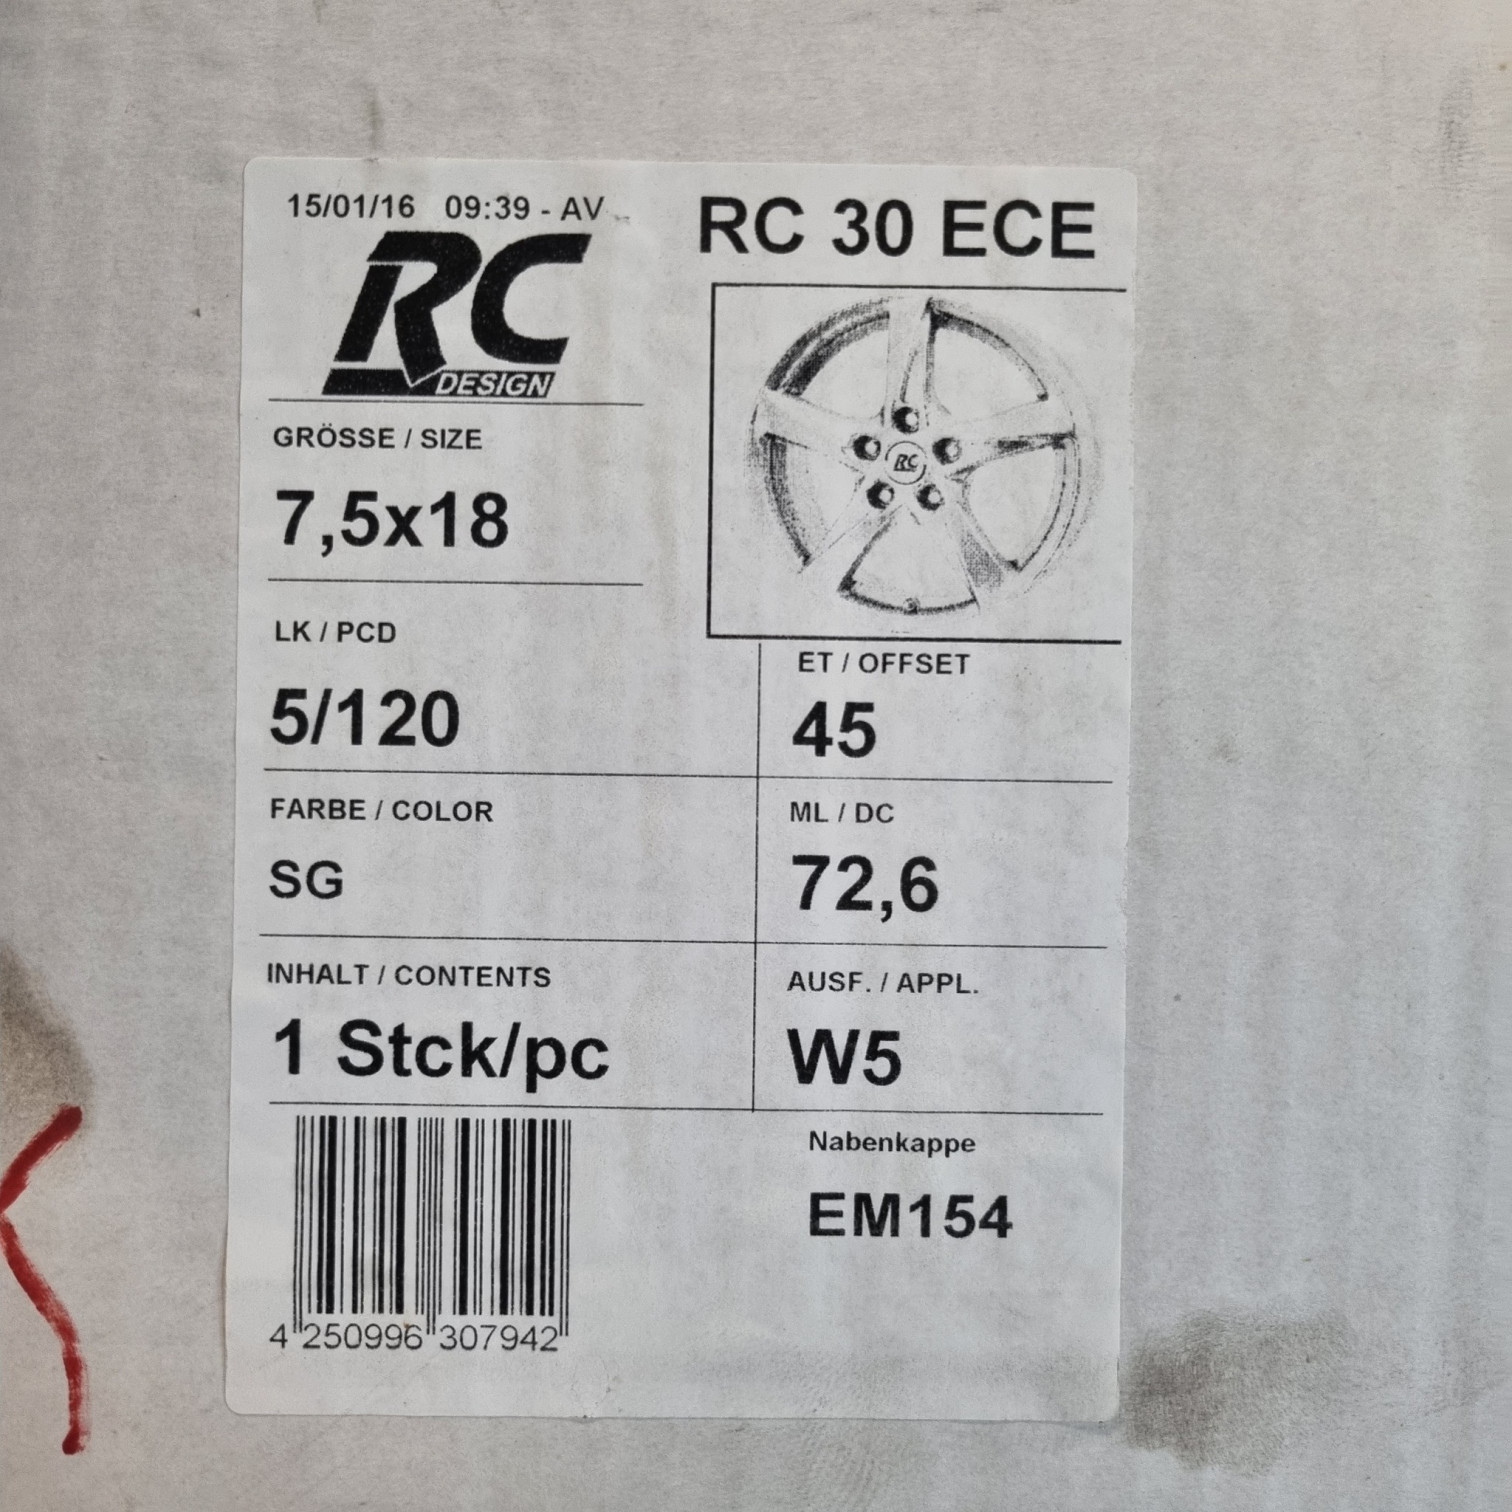 15/01/16 09:39 - AV
RC
DESIGN
RC 30 ECE
RC
GRÖSSE / SIZE
7,5x18
LK / PCD
5/120
ET / OFFSET
45
FARBE / COLOR
SG
ML / DC
72,6
INHALT / CONTENTS
1 Stck/pc
AUSF. / APPL.
W5
Nabenkappe
EM154
4 250996 307942